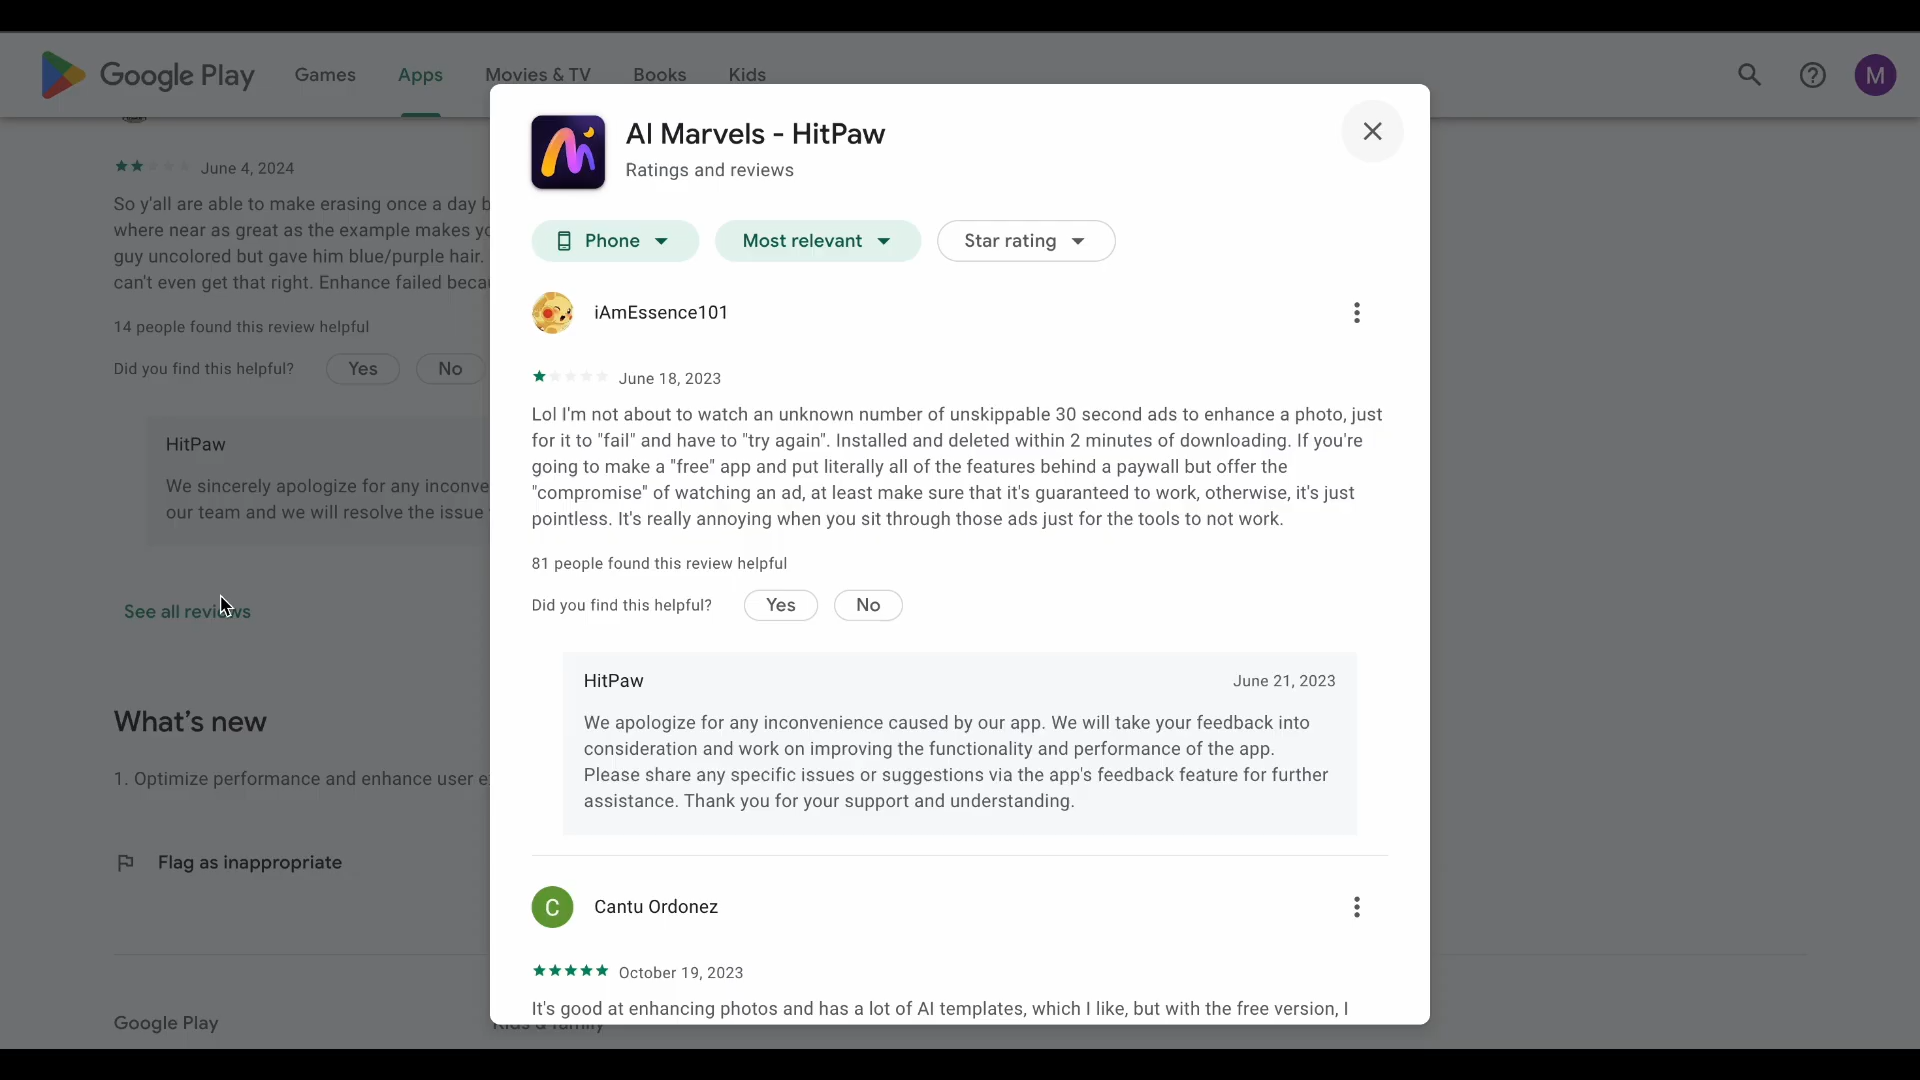 Google Play
Games
Apps
Movies & TV
Books
Kids
M
June 4, 2024
So y'all are able to make erasing once a day b
where near as great as the example makes yo
guy uncolored but gave him blue/purple hair.
can't even get that right. Enhance failed beca
14 people found this review helpful
Did you find this helpful?
Yes
No
HitPaw
We sincerely apologize for any inconve
our team and we will resolve the issue
See all reviews
What's new
1. Optimize performance and enhance user e
Flag as inappropriate
Google Play
AI Marvels - HitPaw
Ratings and reviews
Phone
Most relevant
Star rating
iAmEssence101
June 18, 2023
Lol I'm not about to watch an unknown number of unskippable 30 second ads to enhance a photo, just
for it to "fail" and have to "try again". Installed and deleted within 2 minutes of downloading. If you're
going to make a "free" app and put literally all of the features behind a paywall but offer the
"compromise" of watching an ad, at least make sure that it's guaranteed to work, otherwise, it's just
pointless. It's really annoying when you sit through those ads just for the tools to not work.
81 people found this review helpful
Did you find this helpful?
Yes
No
HitPaw
June 21, 2023
We apologize for any inconvenience caused by our app. We will take your feedback into
consideration and work on improving the functionality and performance of the app.
Please share any specific issues or suggestions via the app's feedback feature for further
assistance. Thank you for your support and understanding.
C
Cantu Ordonez
October 19, 2023
It's good at enhancing photos and has a lot of AI templates, which I like, but with the free version, I